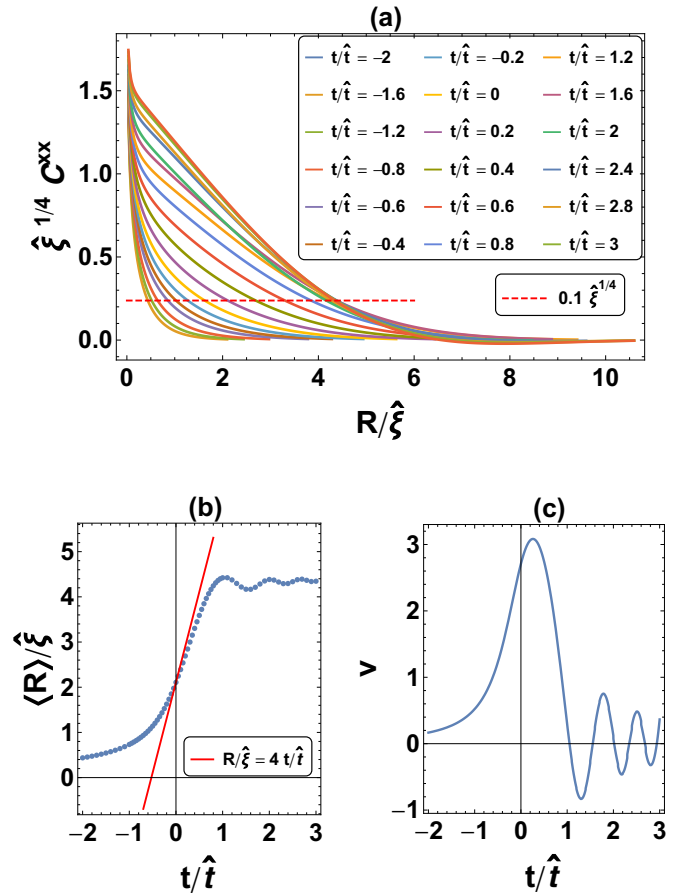 (a)
ξ̂ ^1/4 C^xx
1.5
1.0
0.5
0.0
t/t̂ = −2
t/t̂ = −0.2
t/t̂ = 1.2
t/t̂ = −1.6
t/t̂ = 0
t/t̂ = 1.6
t/t̂ = −1.2
t/t̂ = 0.2
t/t̂ = 2
t/t̂ = −0.8
t/t̂ = 0.4
t/t̂ = 2.4
t/t̂ = −0.6
t/t̂ = 0.6
t/t̂ = 2.8
t/t̂ = −0.4
t/t̂ = 0.8
t/t̂ = 3
0.1 ξ̂^1/4
0 2 4 6 8 10
R/ξ̂
(b)
⟨R⟩/ξ̂
5
4
3
2
1
0
R/ξ̂ = 4 t/t̂
−2 −1 0 1 2 3
t/t̂
(c)
v
3
2
1
0
−1
−2 −1 0 1 2 3
t/t̂